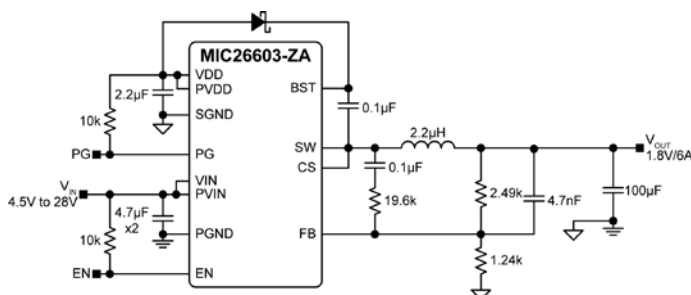 MIC26603-ZA
VDD
PVDD
BST
2.2µF
SGND
0.1µF
10k
2.2µH
PG
PG
SW
VOUT
1.8V/6A
CS
VIN
4.5V to 28V
VIN
PVIN
0.1µF
4.7µF
x2
2.49k
4.7nF
100µF
19.6k
10k
PGND
FB
1.24k
EN
EN